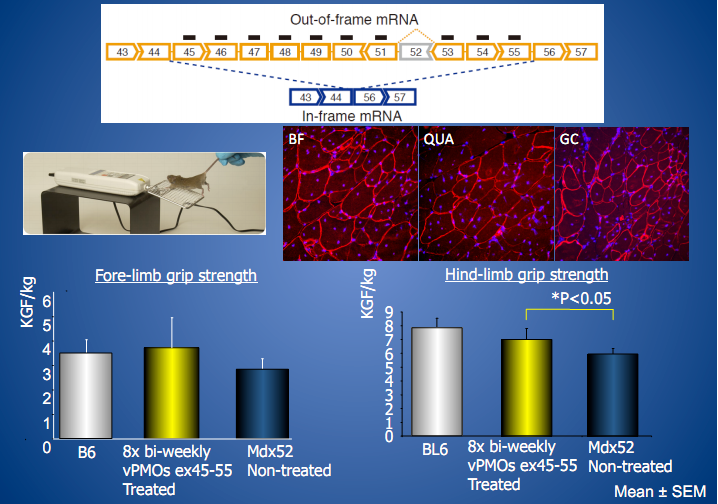 Out-of-frame mRNA
43 44 45 46 47 48 49 50 51 52 53 54 55 56 57
43 44 56 57
In-frame mRNA
BF QUA GC
Fore-limb grip strength
KGF/kg
6
5
4
3
2
1
0
B6
8x bi-weekly
vPMOs ex45-55
Treated
Mdx52
Non-treated
Hind-limb grip strength
KGF/kg
*P<0.05
9
8
7
6
5
4
3
2
1
0
BL6
8x bi-weekly
vPMOs ex45-55
Treated
Mdx52
Non-treated
Mean ± SEM